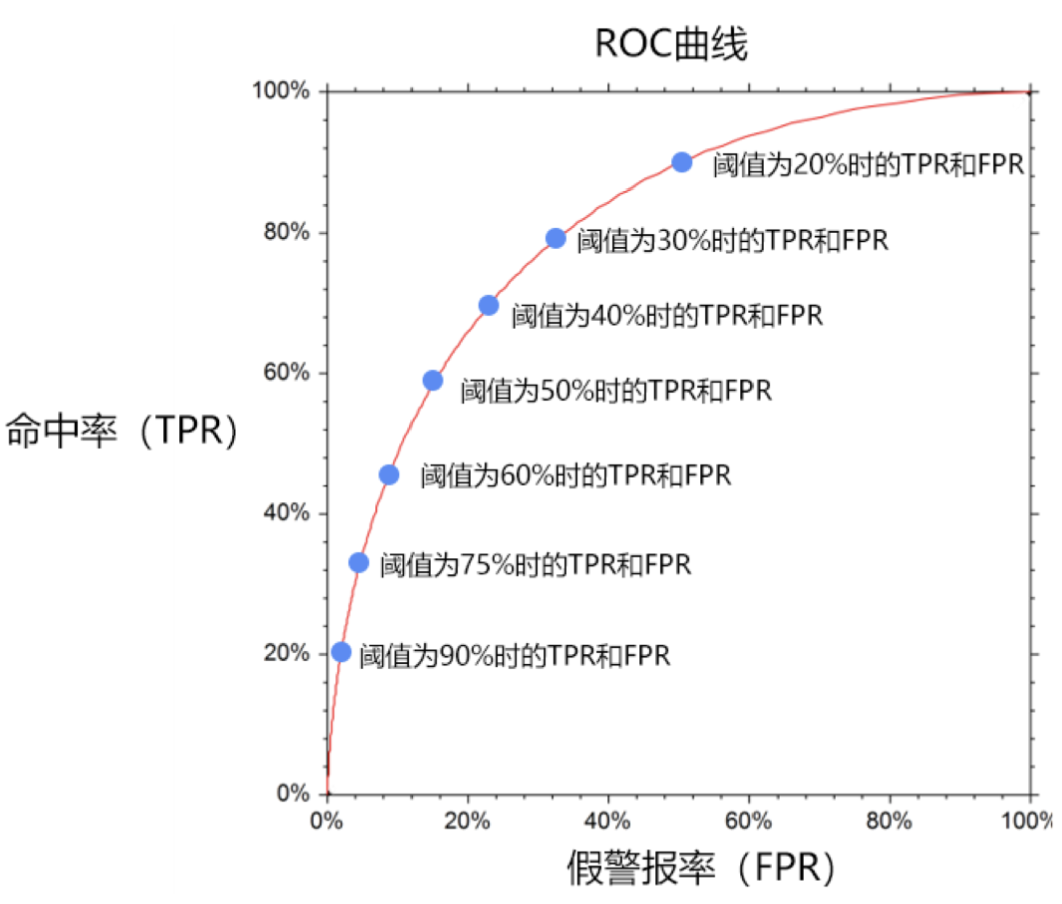 ROC曲线
100%
阈值为20%时的TPR和FPR
80%
阈值为30%时的TPR和FPR
阈值为40%时的TPR和FPR
60%
阈值为50%时的TPR和FPR
命中率（TPR）
阈值为60%时的TPR和FPR
40%
阈值为75%时的TPR和FPR
20%
阈值为90%时的TPR和FPR
0%
0% 20% 40% 60% 80% 100%
假警报率（FPR）